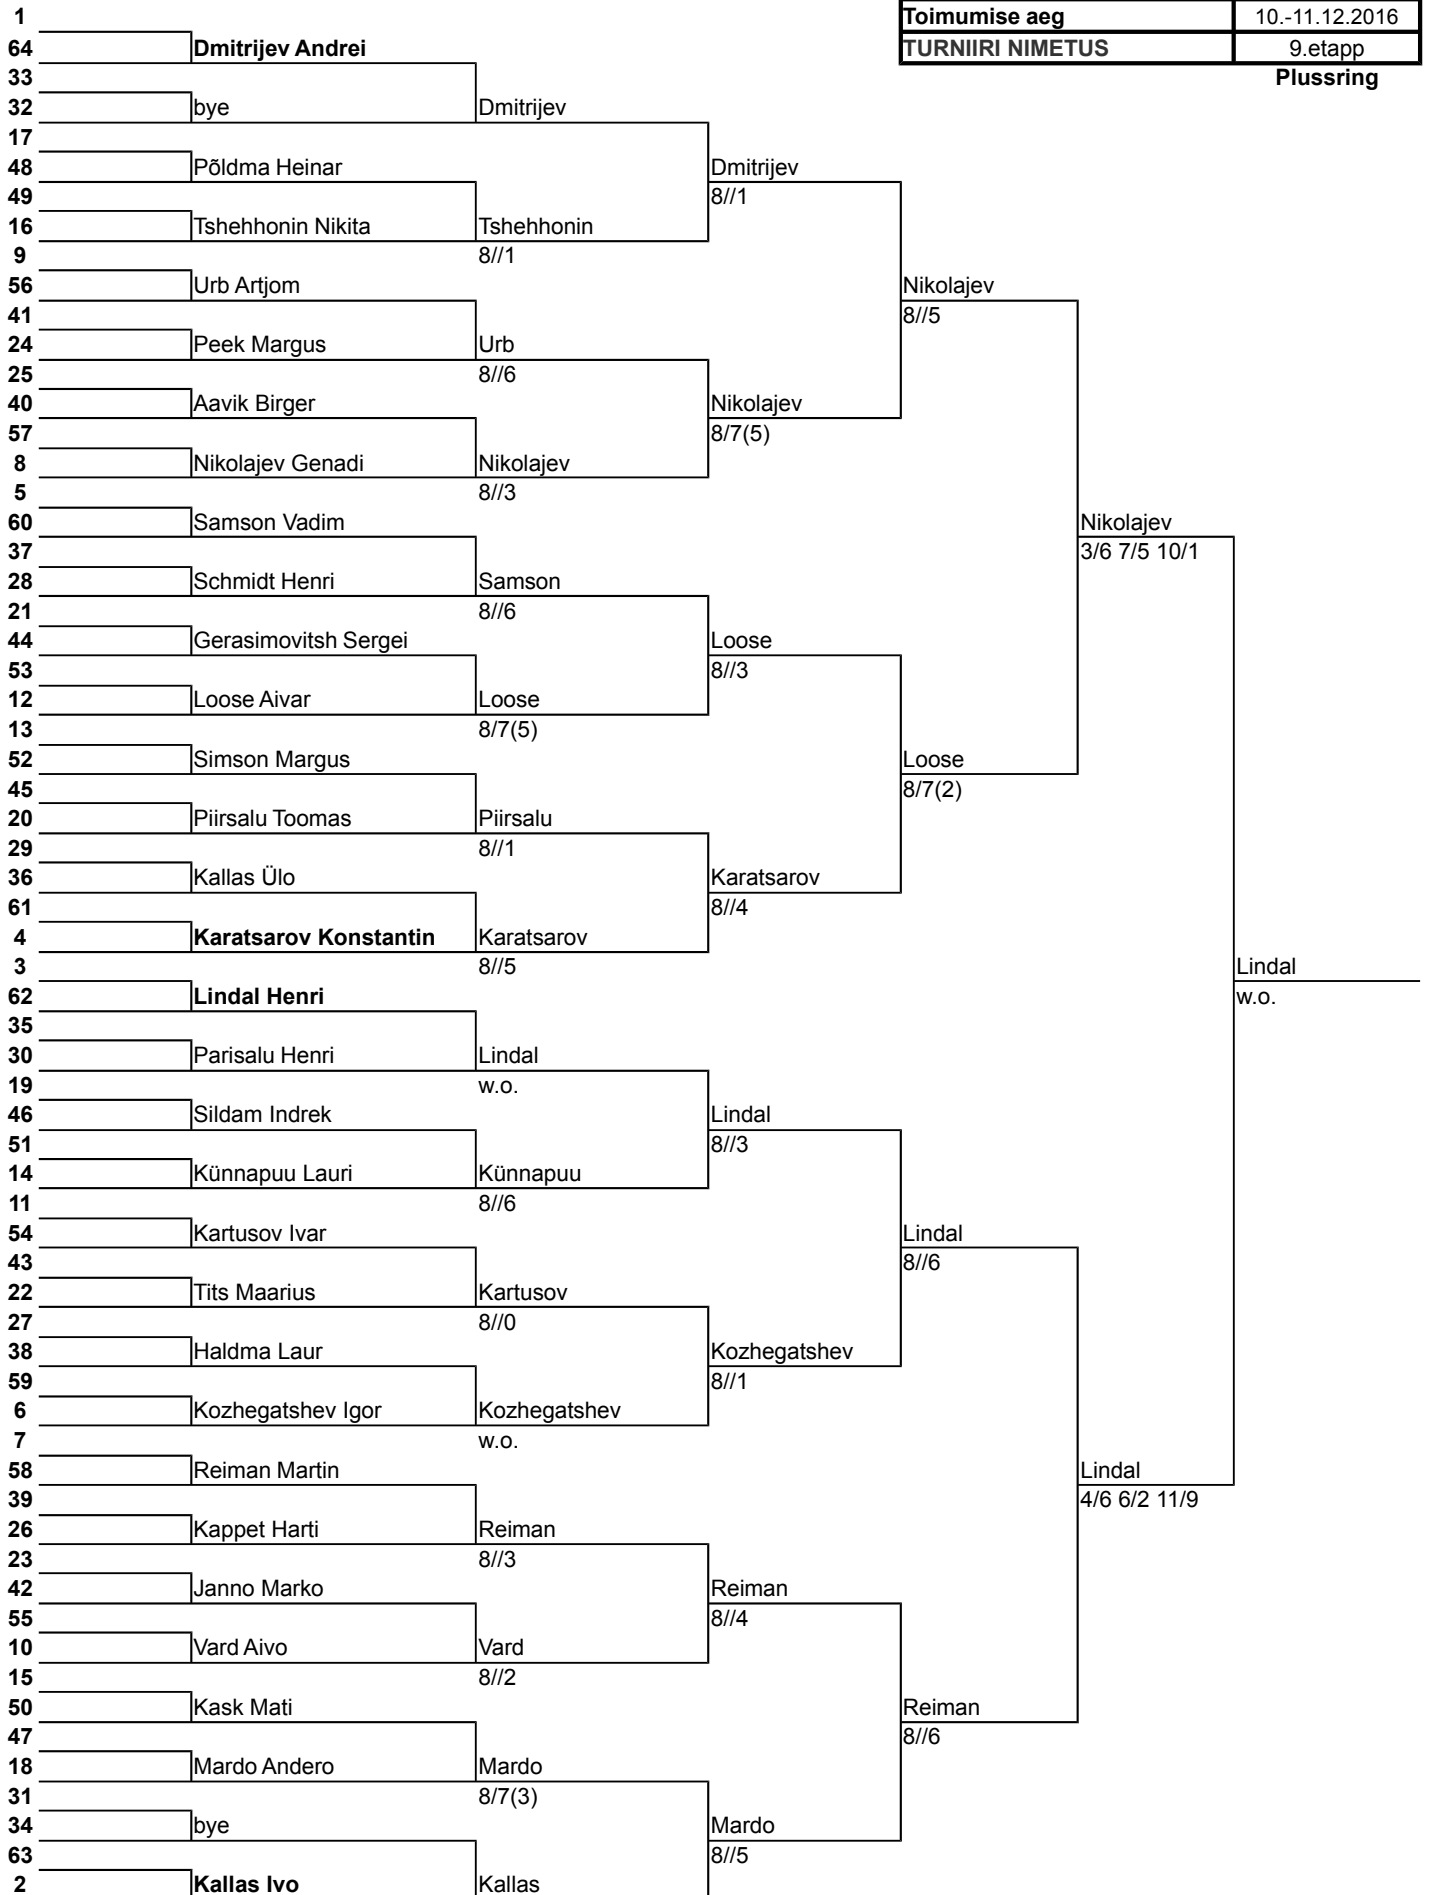 1 Toimumise aeg 10.-11.12.2016
64 Dmitrijev Andrei TURNIIRI NIMETUS 9.etapp
33 Plussring
32 bye Dmitrijev
17
48 Põldma Heinar Dmitrijev
49 8//1
16 Tshehhonin Nikita Tshehhonin
9 8//1
56 Urb Artjom Nikolajev
41 8//5
24 Peek Margus Urb
25 8//6
40 Aavik Birger Nikolajev
57 8/7(5)
8 Nikolajev Genadi Nikolajev
5 8//3
60 Samson Vadim Nikolajev
37 3/6 7/5 10/1
28 Schmidt Henri Samson
21 8//6
44 Gerasimovitsh Sergei Loose
53 8//3
12 Loose Aivar Loose
13 8/7(5)
52 Simson Margus Loose
45 8/7(2)
20 Piirsalu Toomas Piirsalu
29 8//1
36 Kallas Ülo Karatsarov
61 8//4
4 Karatsarov Konstantin Karatsarov
3 8//5 Lindal
62 Lindal Henri w.o.
35
30 Parisalu Henri Lindal
19 w.o.
46 Sildam Indrek Lindal
51 8//3
14 Künnapuu Lauri Künnapuu
11 8//6
54 Kartusov Ivar Lindal
43 8//6
22 Tits Maarius Kartusov
27 8//0
38 Haldma Laur Kozhegatshev
59 8//1
6 Kozhegatshev Igor Kozhegatshev
7 w.o.
58 Reiman Martin Lindal
39 4/6 6/2 11/9
26 Kappet Harti Reiman
23 8//3
42 Janno Marko Reiman
55 8//4
10 Vard Aivo Vard
15 8//2
50 Kask Mati Reiman
47 8//6
18 Mardo Andero Mardo
31 8/7(3)
34 bye Mardo
63 8//5
2 Kallas Ivo Kallas